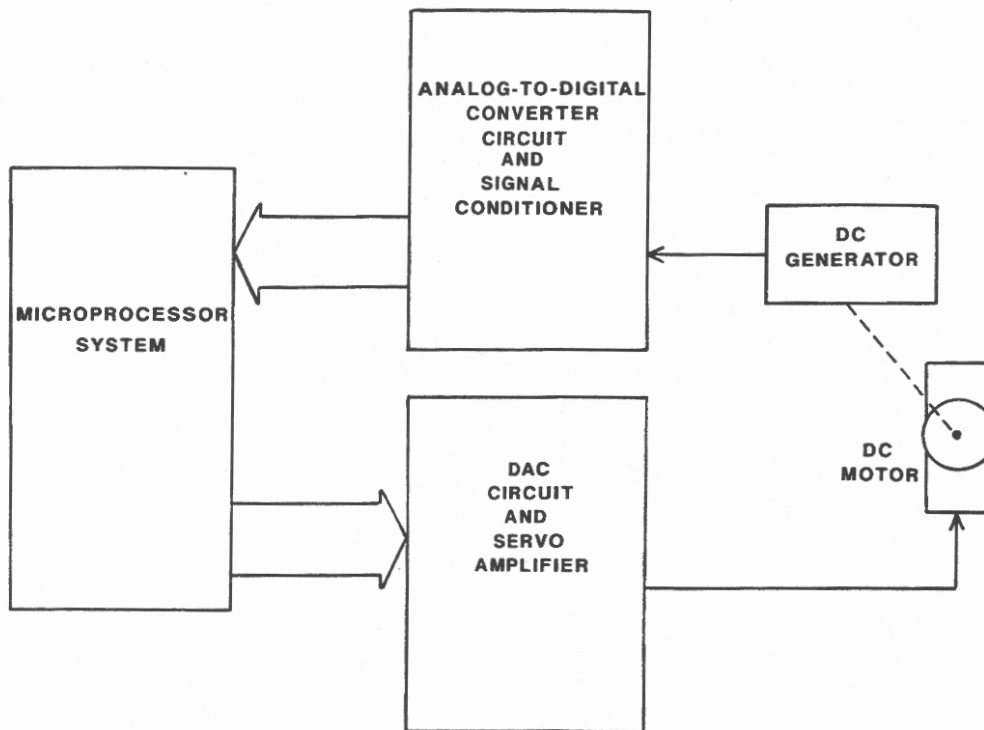 ANALOG-TO-DIGITAL
CONVERTER
CIRCUIT
AND
SIGNAL
CONDITIONER
DC
GENERATOR
MICROPROCESSOR
SYSTEM
DC
MOTOR
DAC
CIRCUIT
AND
SERVO
AMPLIFIER